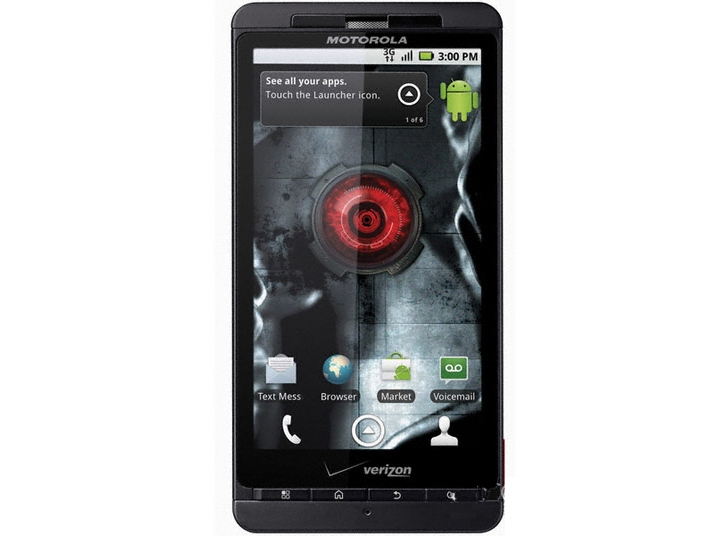 MOTOROLA
3G 3:00 PM
See all your apps.
Touch the Launcher icon.
1 of 6
Text Mess Browser Market Voicemail
verizon